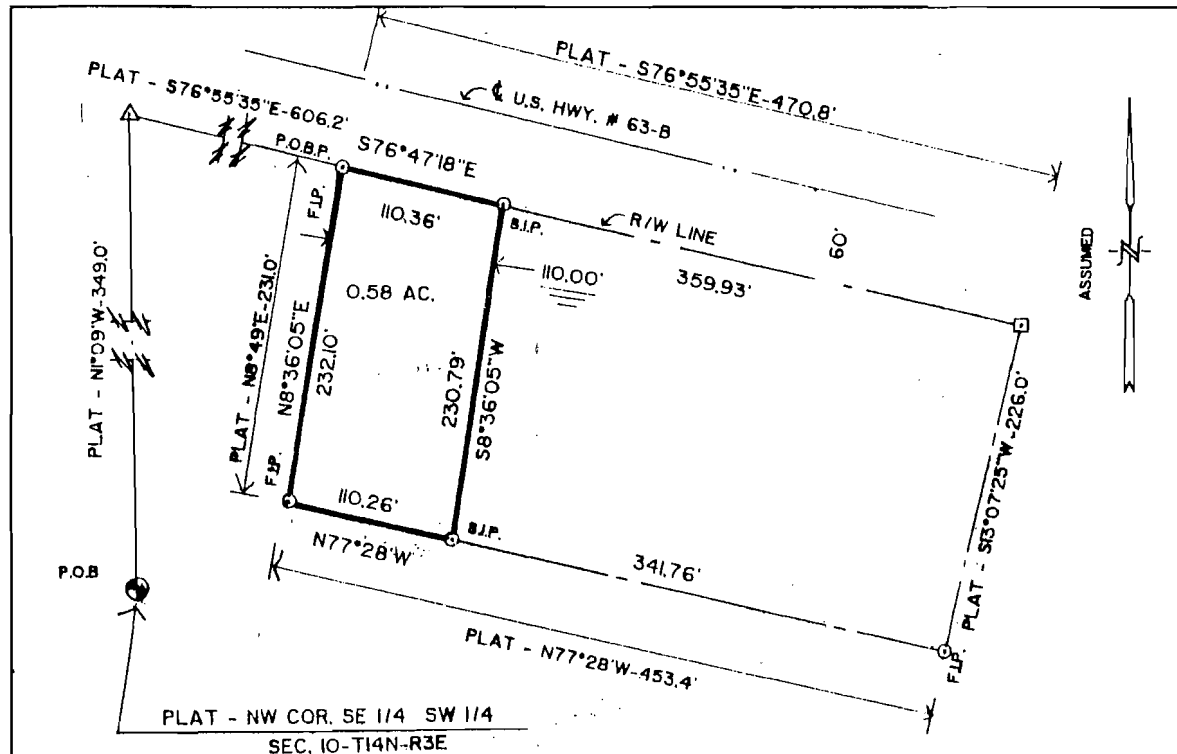 PLAT - S76°55'35"E-470.8'
PLAT - S76°55'35"E-606.2'
℄ U.S. HWY. # 63-B
P.O.B.P.
S76°47'18"E
F.I.P.
110.36'
S.I.P.
R/W LINE
60'
ASSUMED
N
PLAT - N1°09'W-349.0'
0.58 AC.
110.00'
359.93'
PLAT - N8°49'E-231.0'
N8°36'05"E
232.10'
230.79'
S8°36'05"W
PLAT - S13°07'25"W-226.0'
F.I.P.
110.26'
S.I.P.
N77°28'W
341.76'
P.O.B
F.I.P.
PLAT - N77°28'W-453.4'
PLAT - NW COR. SE 1/4 SW 1/4
SEC. 10-T14N-R3E